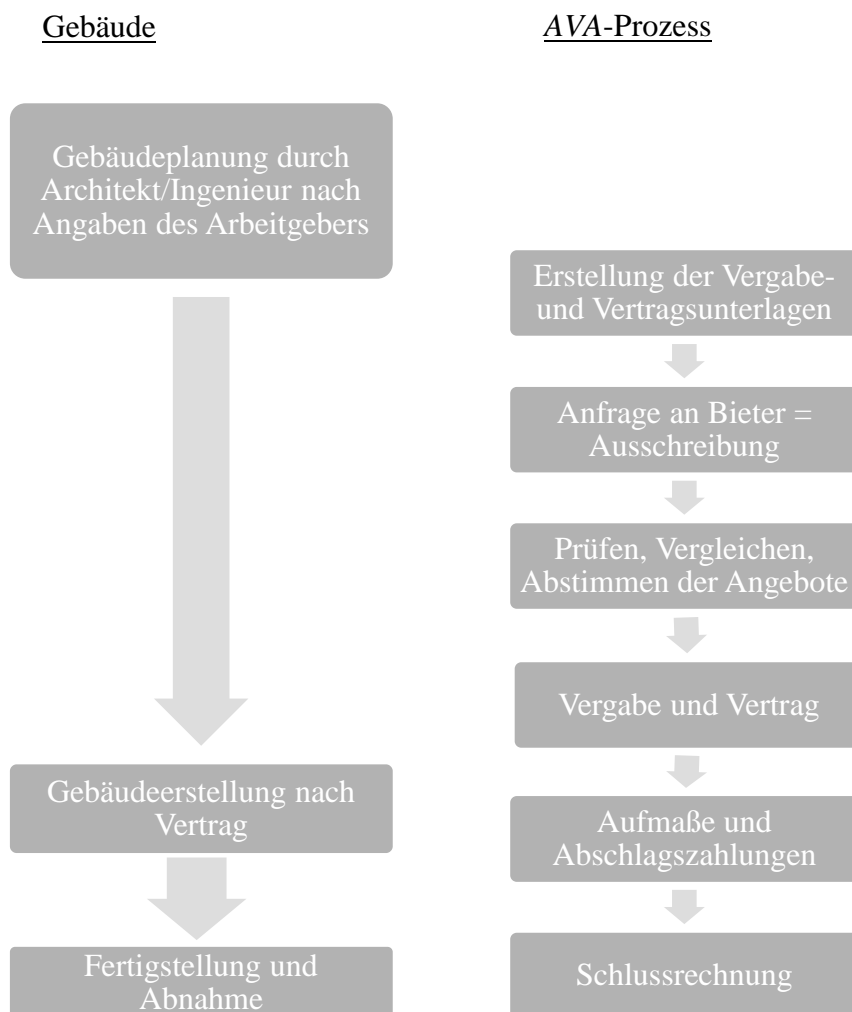 Gebäude
Gebäudeplanung durch
Architekt/Ingenieur nach
Angaben des Arbeitgebers
Gebäudeerstellung nach
Vertrag
Fertigstellung und
Abnahme
AVA-Prozess
Erstellung der Vergabe-
und Vertragsunterlagen
Anfrage an Bieter =
Ausschreibung
Prüfen, Vergleichen,
Abstimmen der Angebote
Vergabe und Vertrag
Aufmaße und
Abschlagszahlungen
Schlussrechnung